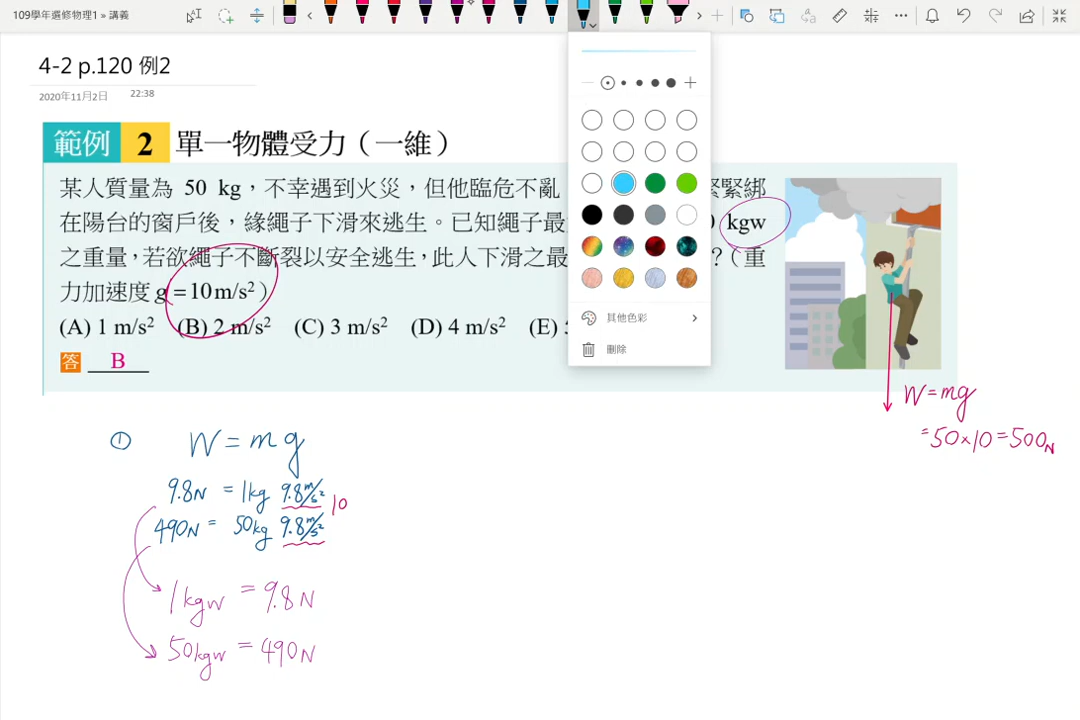 109學年選修物理1 » 講義
4-2 p.120 例2
2020年11月2日 22:38
範例 2 單一物體受力（一維）
某人質量為 50 kg，不幸遇到火災，但他臨危不亂 緊緊綁
在陽台的窗戶後，緣繩子下滑來逃生。已知繩子最 kgw
之重量，若欲繩子不斷裂以安全逃生，此人下滑之最 ？（重
力加速度 g = 10 m/s²）
(A) 1 m/s² (B) 2 m/s² (C) 3 m/s² (D) 4 m/s² (E)
答 B
其他色彩
刪除
W = mg
= 50 × 10 = 500N
① W = mg
9.8N = 1kg 9.8 m/s² 10
490N = 50kg 9.8 m/s²
1kgw = 9.8N
50kgw = 490N